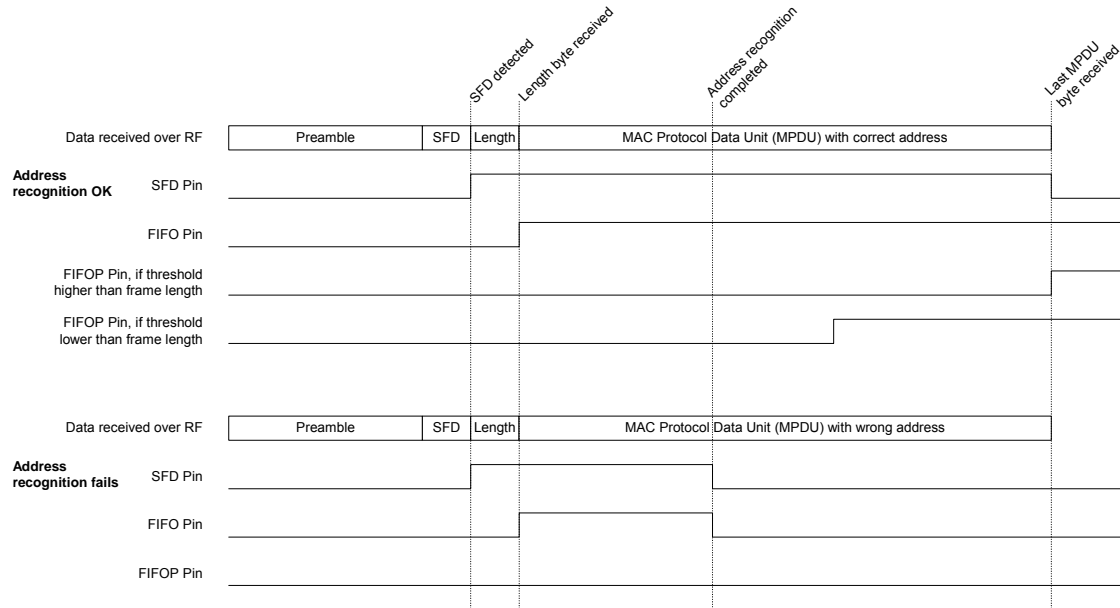 SFD detected
Length byte received
Address recognition
completed
Last MPDU
byte received
Data received over RF
Preamble
SFD
Length
MAC Protocol Data Unit (MPDU) with correct address
Address
recognition OK
SFD Pin
FIFO Pin
FIFOP Pin, if threshold
higher than frame length
FIFOP Pin, if threshold
lower than frame length
Data received over RF
Preamble
SFD
Length
MAC Protocol Data Unit (MPDU) with wrong address
Address
recognition fails
SFD Pin
FIFO Pin
FIFOP Pin